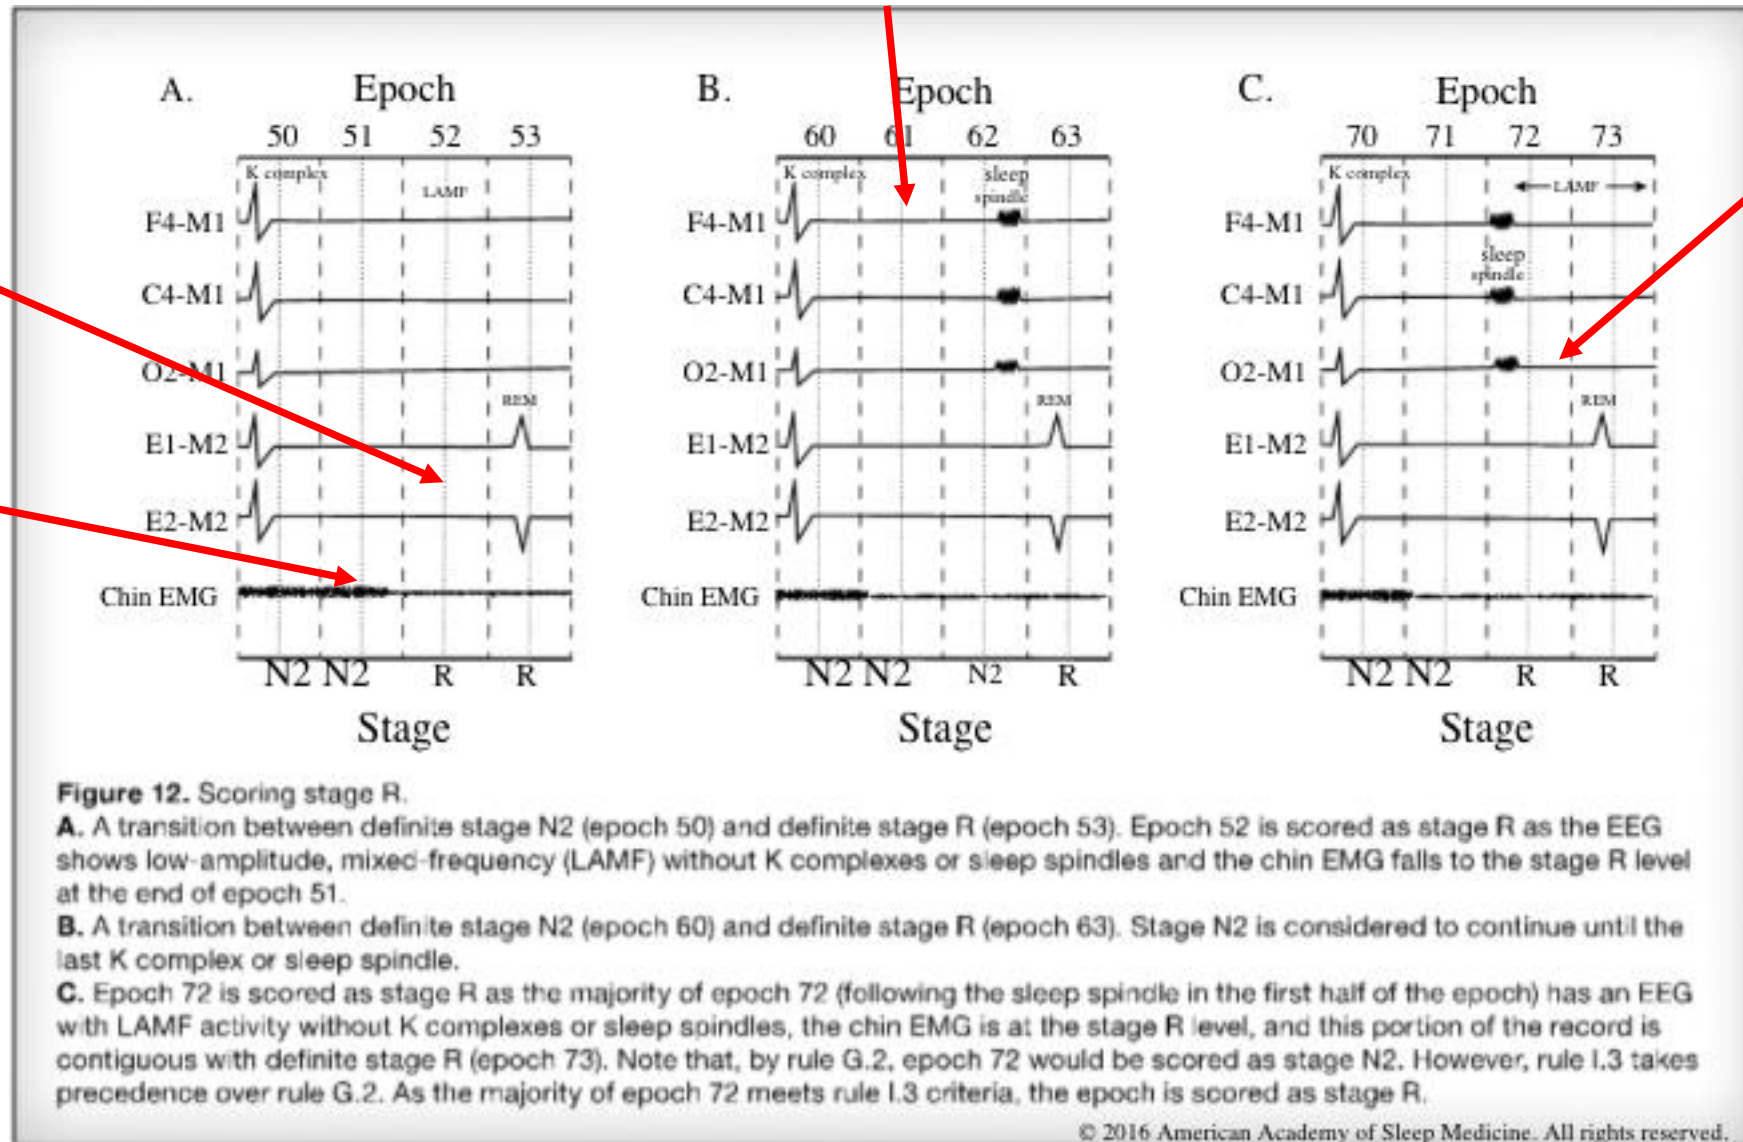 A. Epoch B. Epoch C. Epoch
50 51 52 53 60 61 62 63 70 71 72 73
K complex K complex sleep K complex
LAMF spindle LAMF
F4-M1 F4-M1 F4-M1
sleep
spindle
C4-M1 C4-M1 C4-M1
O2-M1 O2-M1 O2-M1
REM REM REM
E1-M2 E1-M2 E1-M2
E2-M2 E2-M2 E2-M2
Chin EMG Chin EMG Chin EMG
N2 N2 R R N2 N2 N2 R N2 N2 R R
Stage Stage Stage
Figure 12. Scoring stage R.
A. A transition between definite stage N2 (epoch 50) and definite stage R (epoch 53). Epoch 52 is scored as stage R as the EEG
shows low-amplitude, mixed-frequency (LAMF) without K complexes or sleep spindles and the chin EMG falls to the stage R level
at the end of epoch 51.
B. A transition between definite stage N2 (epoch 60) and definite stage R (epoch 63). Stage N2 is considered to continue until the
last K complex or sleep spindle.
C. Epoch 72 is scored as stage R as the majority of epoch 72 (following the sleep spindle in the first half of the epoch) has an EEG
with LAMF activity without K complexes or sleep spindles, the chin EMG is at the stage R level, and this portion of the record is
contiguous with definite stage R (epoch 73). Note that, by rule G.2, epoch 72 would be scored as stage N2. However, rule I.3 takes
precedence over rule G.2. As the majority of epoch 72 meets rule I.3 criteria, the epoch is scored as stage R.
© 2016 American Academy of Sleep Medicine. All rights reserved.